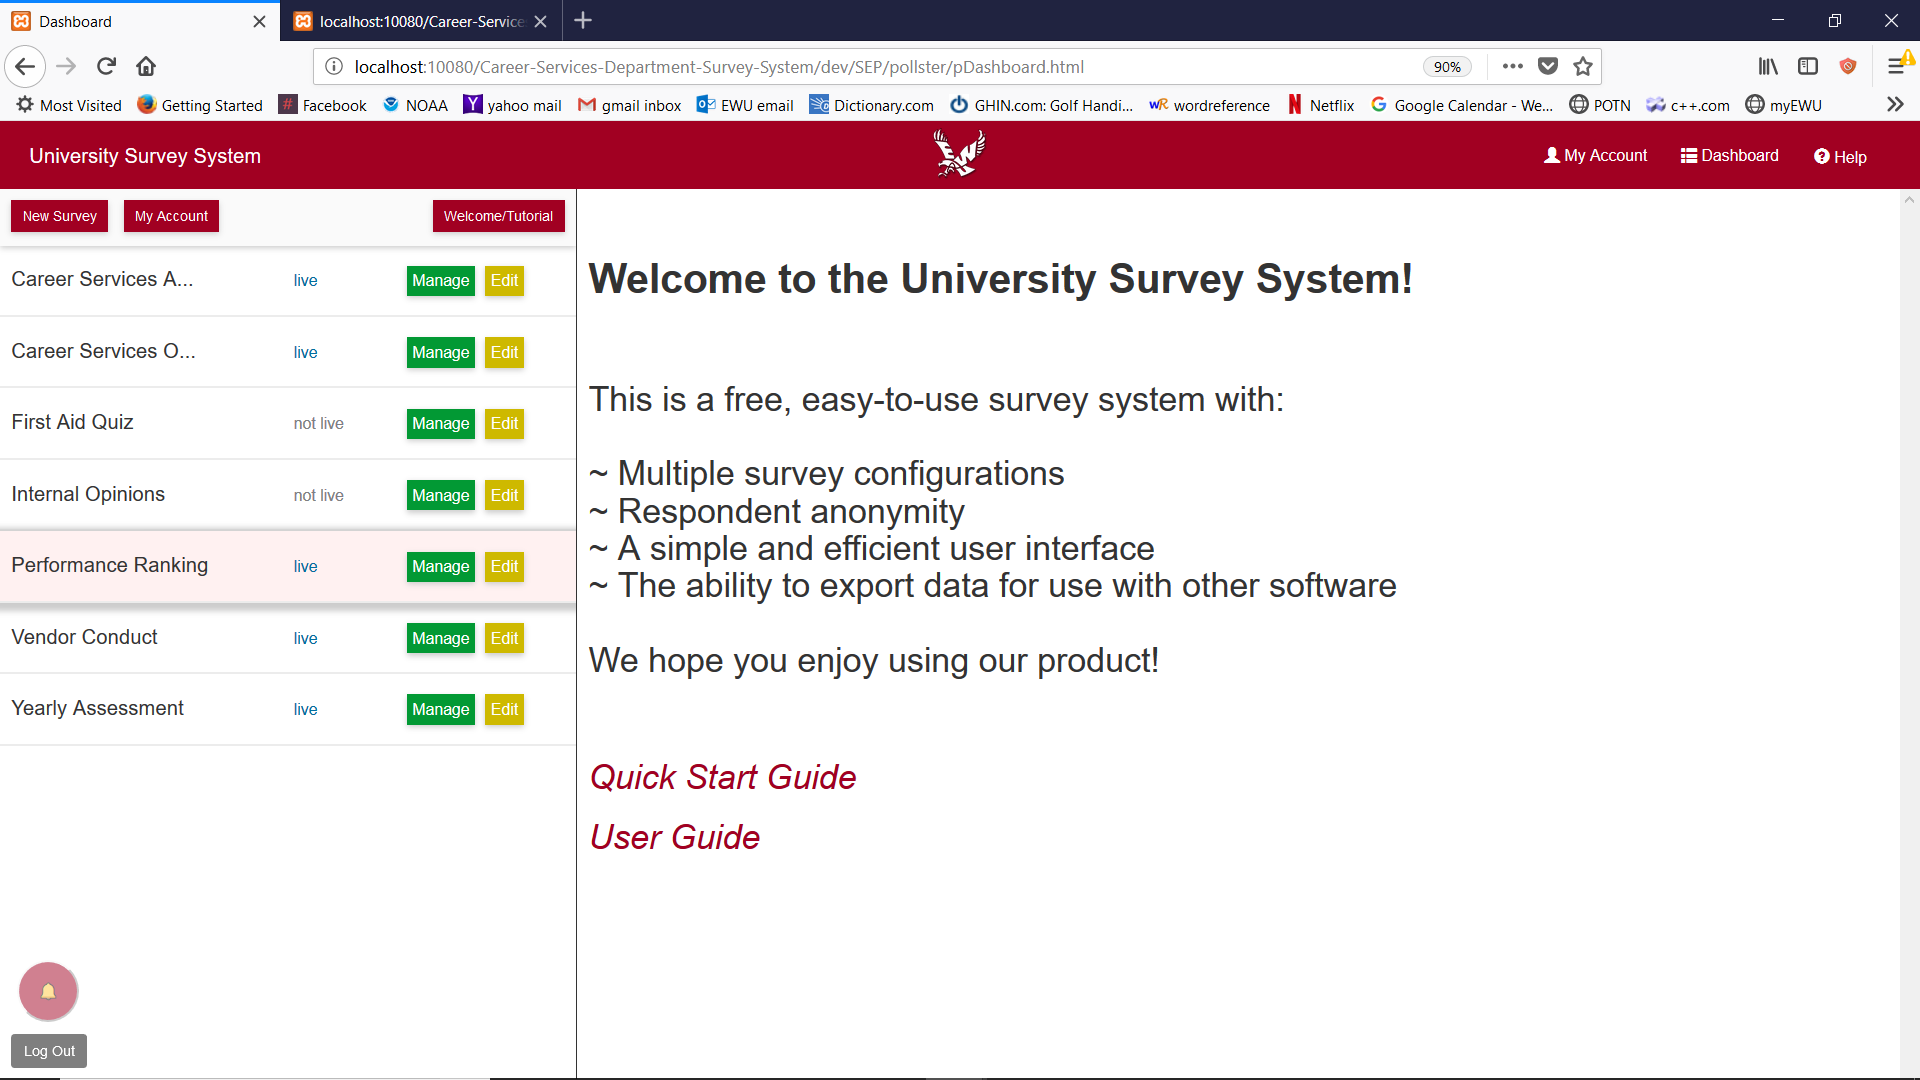 Dashboard
localhost:10080/Career-Service
localhost:10080/Career-Services-Department-Survey-System/dev/SEP/pollster/pDashboard.html
90%
Most Visited
Getting Started
Facebook
NOAA
yahoo mail
gmail inbox
EWU email
Dictionary.com
GHIN.com: Golf Handi...
wordreference
Netflix
Google Calendar - We...
POTN
c++.com
myEWU
University Survey System
My Account
Dashboard
Help
New Survey
My Account
Welcome/Tutorial
Career Services A... live Manage Edit
Career Services O... live Manage Edit
First Aid Quiz not live Manage Edit
Internal Opinions not live Manage Edit
Performance Ranking live Manage Edit
Vendor Conduct live Manage Edit
Yearly Assessment live Manage Edit
Log Out
Welcome to the University Survey System!
This is a free, easy-to-use survey system with:
~ Multiple survey configurations
~ Respondent anonymity
~ A simple and efficient user interface
~ The ability to export data for use with other software
We hope you enjoy using our product!
Quick Start Guide
User Guide